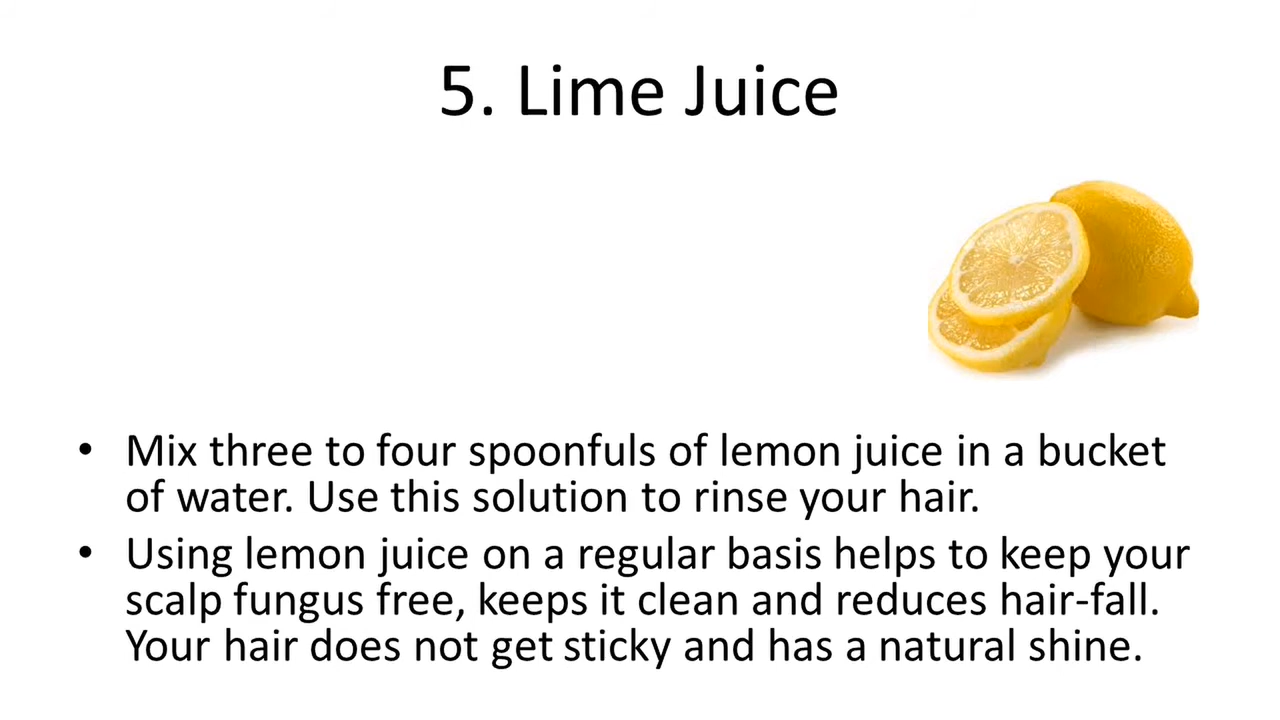 5. Lime Juice
• Mix three to four spoonfuls of lemon juice in a bucket
of water. Use this solution to rinse your hair.
• Using lemon juice on a regular basis helps to keep your
scalp fungus free, keeps it clean and reduces hair-fall.
Your hair does not get sticky and has a natural shine.